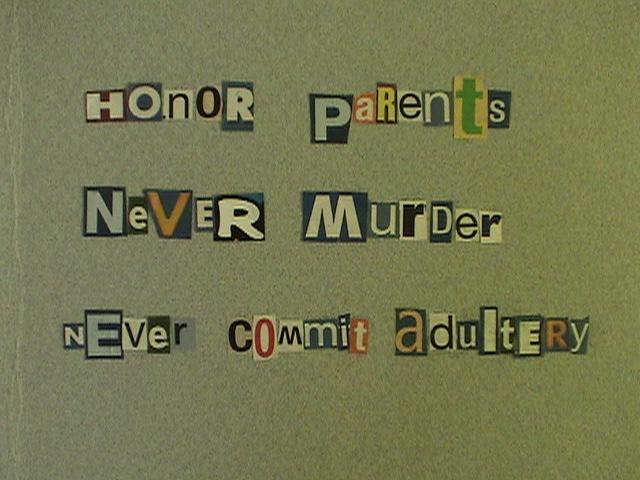 HOnOR PaRents
NeVER MurDer
NEver COmmit adultERy